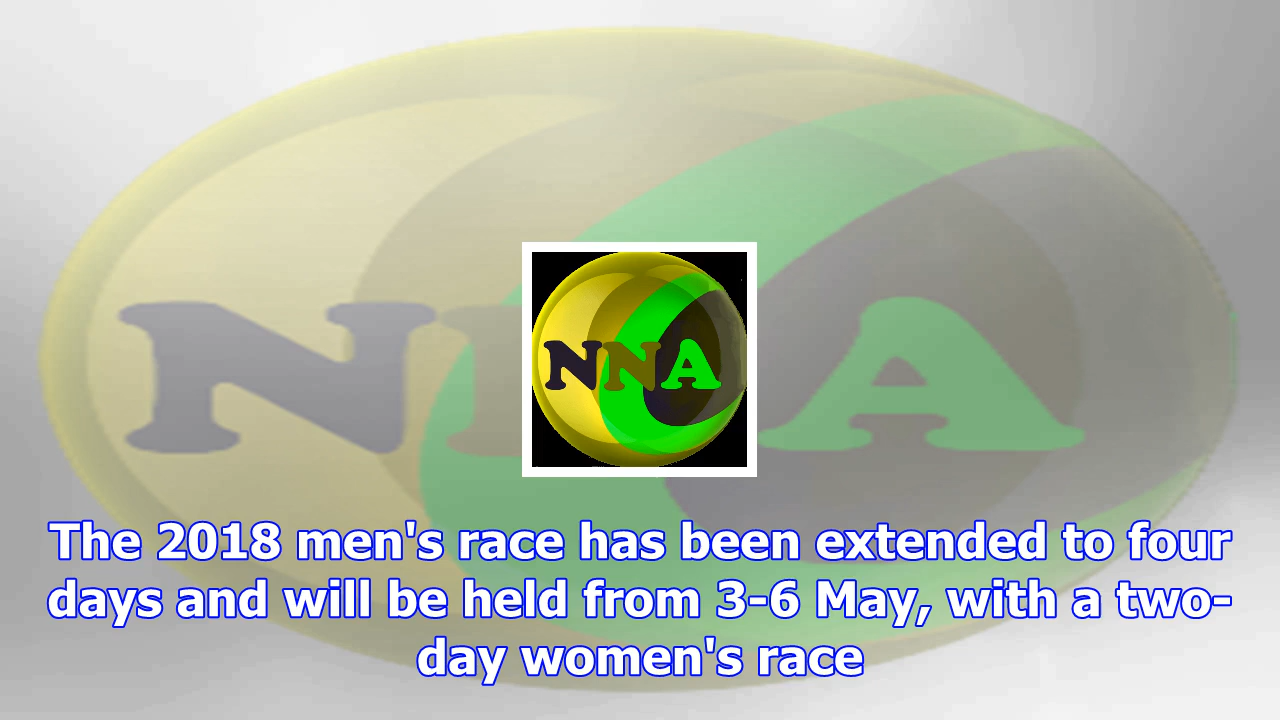 NNA
NNA
The 2018 men's race has been extended to four
days and will be held from 3-6 May, with a two-
day women's race